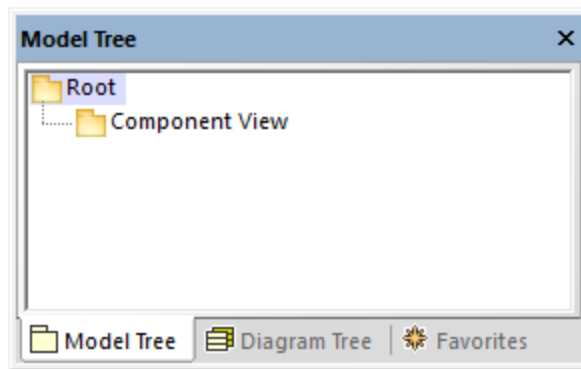 Model Tree
Root
Component View
Model Tree Diagram Tree Favorites